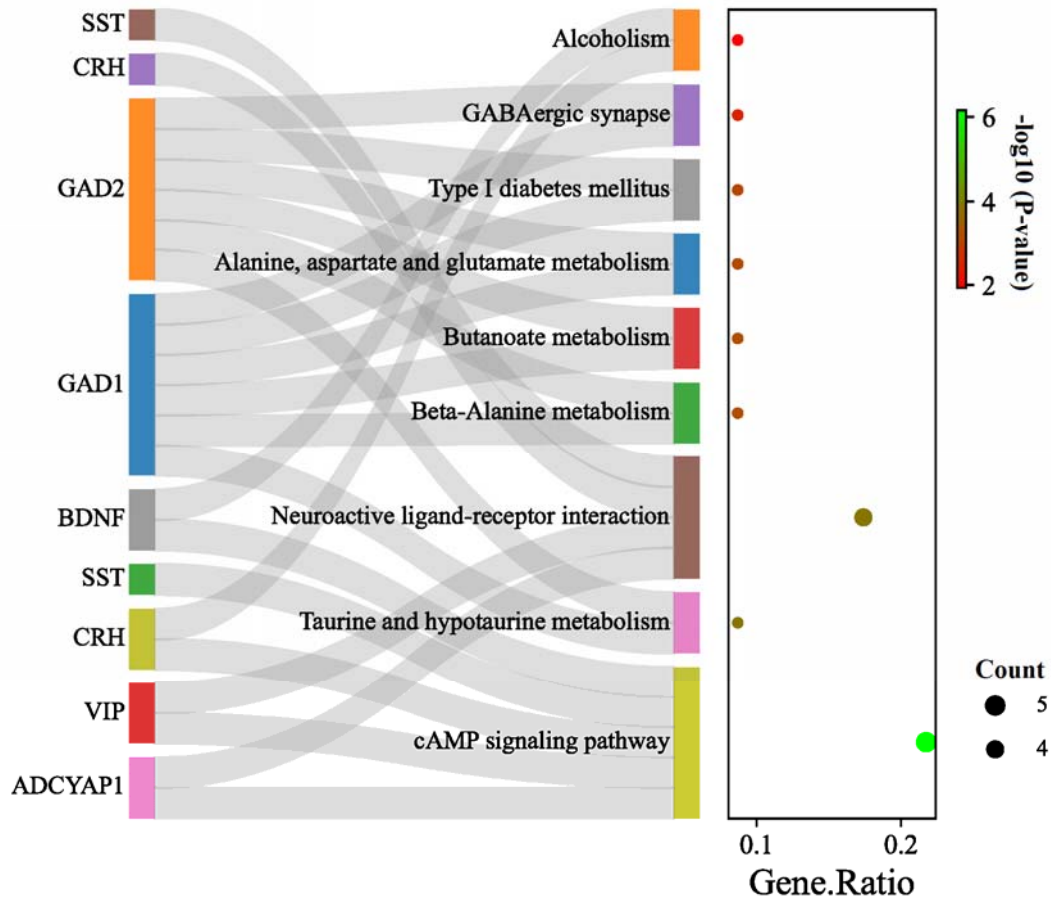 SST
CRH
GAD2
GAD1
BDNF
SST
CRH
VIP
ADCYAP1
Alcoholism
GABAergic synapse
Type I diabetes mellitus
Alanine, aspartate and glutamate metabolism
Butanoate metabolism
Beta-Alanine metabolism
Neuroactive ligand-receptor interaction
Taurine and hypotaurine metabolism
cAMP signaling pathway
0.1 0.2
Gene.Ratio
6
4
2
-log10 (P-value)
Count
5
4